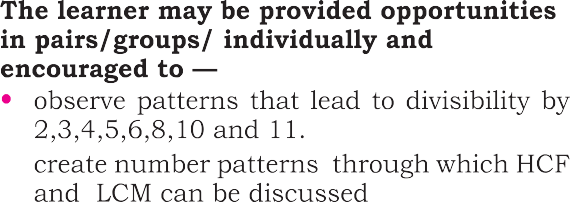 The learner may be provided opportunities
in pairs/groups/ individually and
encouraged to —
• observe patterns that lead to divisibility by
2,3,4,5,6,8,10 and 11.
create number patterns through which HCF
and LCM can be discussed